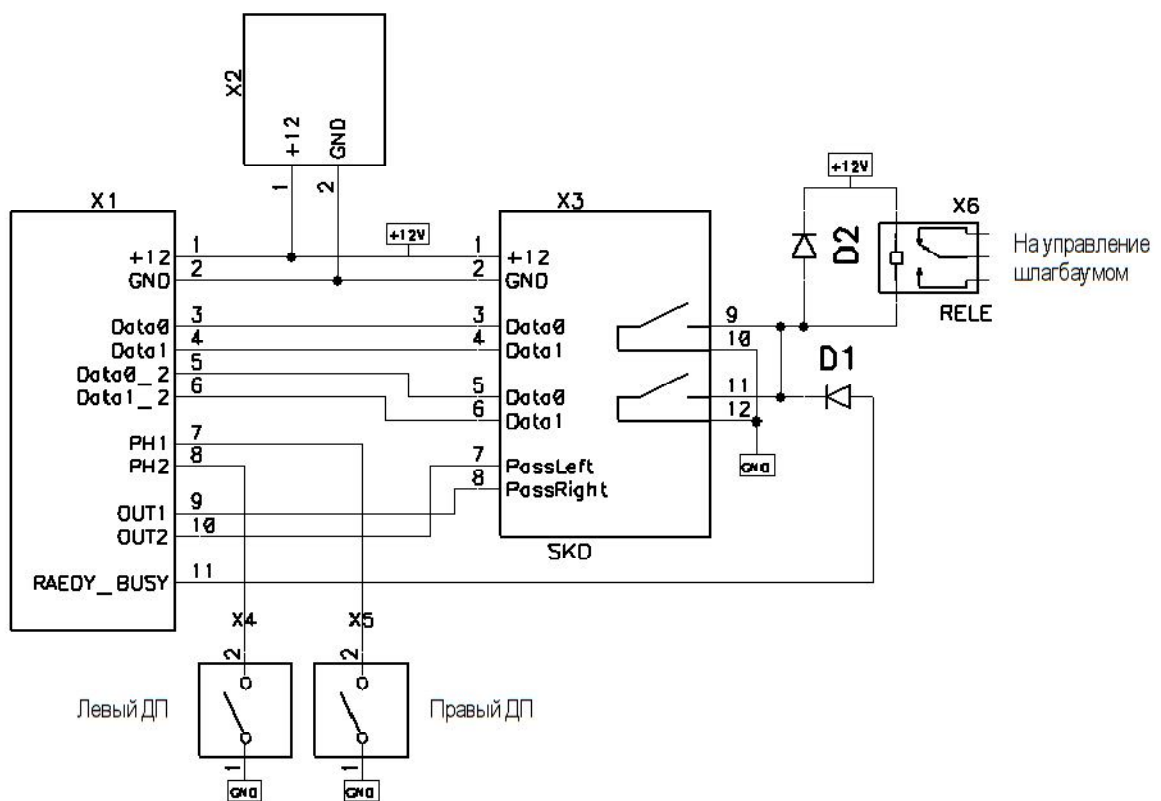 X2
+12
GND
1
2
X1
+12 1
GND 2
Data0 3
Data1 4
Data0_2 5
Data1_2 6
PH1 7
PH2 8
OUT1 9
OUT2 10
RAEDY_BUSY 11
+12V
X3
1 +12
2 GND
3 Data0
4 Data1
5 Data0
6 Data1
7 PassLeft
8 PassRight
9
10
11
12
SKD
GND
+12V
D2
D1
X6
RELE
На управление
шлагбаумом
X4
2
Левый ДП
1
GND
X5
2
Правый ДП
1
GND